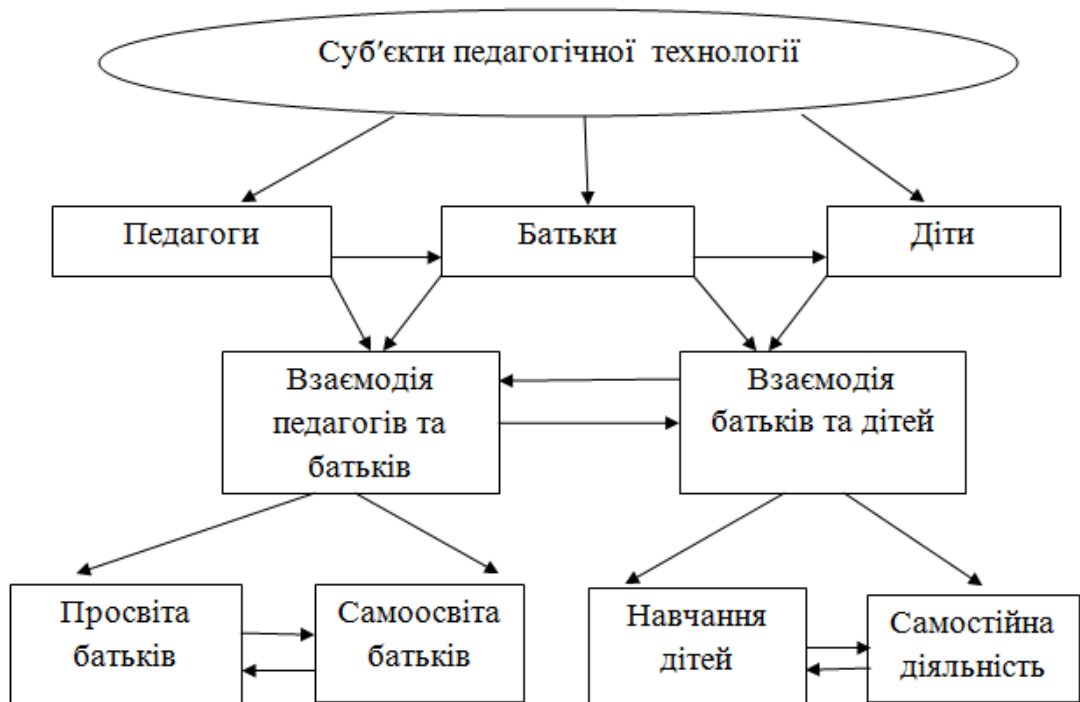 Суб′єкти педагогічної технології
Педагоги
Батьки
Діти
Взаємодія
педагогів та
батьків
Взаємодія
батьків та дітей
Просвіта
батьків
Самоосвіта
батьків
Навчання
дітей
Самостійна
діяльність